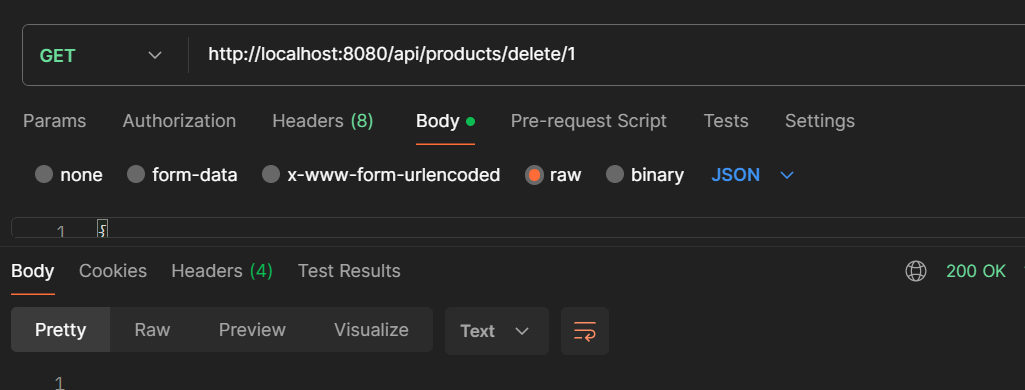 GET http://localhost:8080/api/products/delete/1
Params Authorization Headers (8) Body Pre-request Script Tests Settings
none form-data x-www-form-urlencoded raw binary JSON
1 {
Body Cookies Headers (4) Test Results 200 OK
Pretty Raw Preview Visualize Text
1